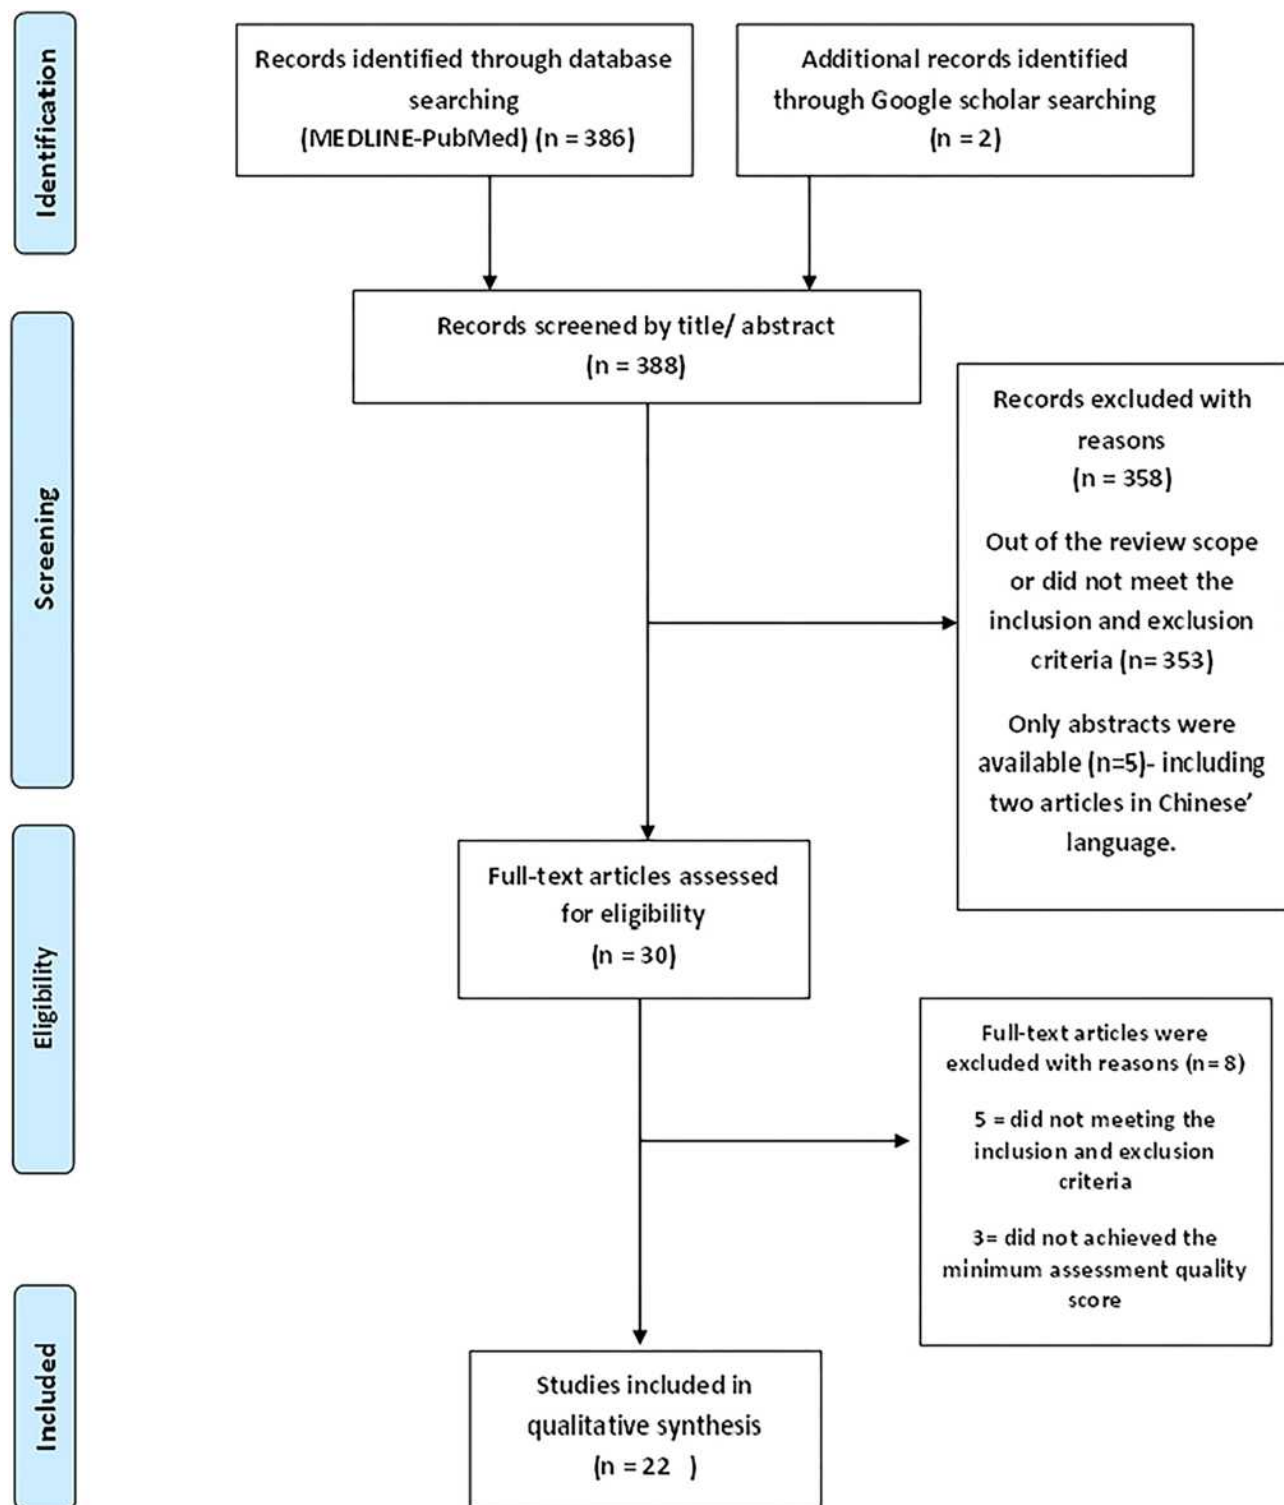 Identification
Records identified through database
searching
(MEDLINE-PubMed) (n = 386)
Additional records identified
through Google scholar searching
(n = 2)
Screening
Records screened by title/ abstract
(n = 388)
Records excluded with
reasons
(n = 358)
Out of the review scope
or did not meet the
inclusion and exclusion
criteria (n= 353)
Only abstracts were
available (n=5)- including
two articles in Chinese’
language.
Eligibility
Full-text articles assessed
for eligibility
(n = 30)
Full-text articles were
excluded with reasons (n= 8)
5 = did not meeting the
inclusion and exclusion
criteria
3= did not achieved the
minimum assessment quality
score
Included
Studies included in
qualitative synthesis
(n = 22 )